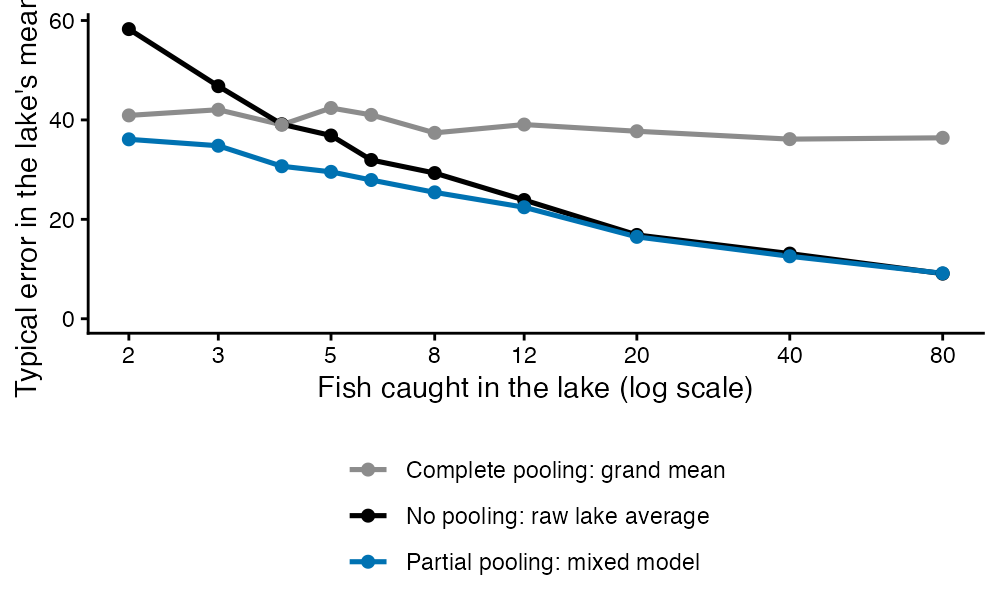 Typical error in the lake's mean
60
40
20
0
2 3 5 8 12 20 40 80
Fish caught in the lake (log scale)
Complete pooling: grand mean
No pooling: raw lake average
Partial pooling: mixed model